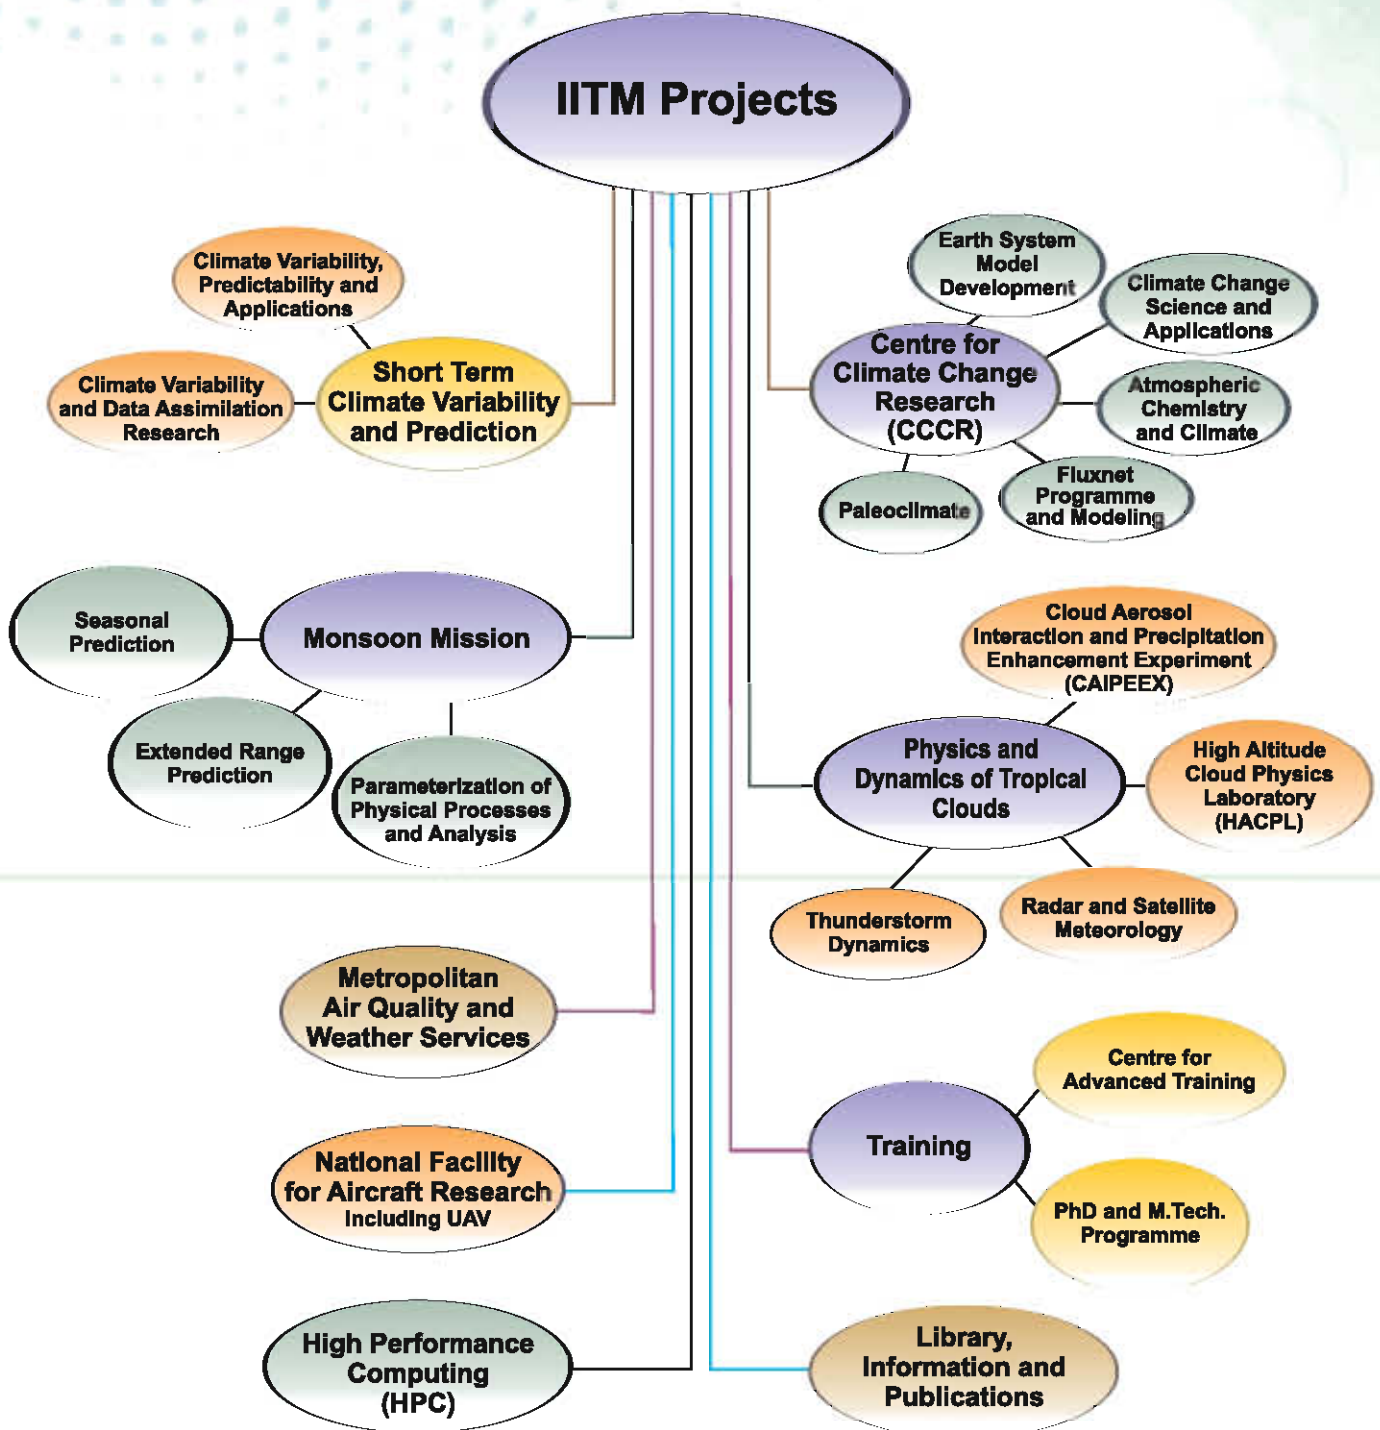 IITM Projects
Climate Variability,
Predictability and
Applications
Climate Variability
and Data Assimilation
Research
Short Term
Climate Variability
and Prediction
Earth System
Model
Development
Climate Change
Science and
Applications
Centre for
Climate Change
Research
(CCCR)
Atmospheric
Chemistry
and Climate
Fluxnet
Programme
and Modeling
Paleoclimate
Seasonal
Prediction
Monsoon Mission
Extended Range
Prediction
Parameterization of
Physical Processes
and Analysis
Cloud Aerosol
Interaction and Precipitation
Enhancement Experiment
(CAIPEEX)
Physics and
Dynamics of Tropical
Clouds
High Altitude
Cloud Physics
Laboratory
(HACPL)
Thunderstorm
Dynamics
Radar and Satellite
Meteorology
Metropolitan
Air Quality and
Weather Services
National Facility
for Aircraft Research
Including UAV
High Performance
Computing
(HPC)
Training
Centre for
Advanced Training
PhD and M.Tech.
Programme
Library,
Information and
Publications